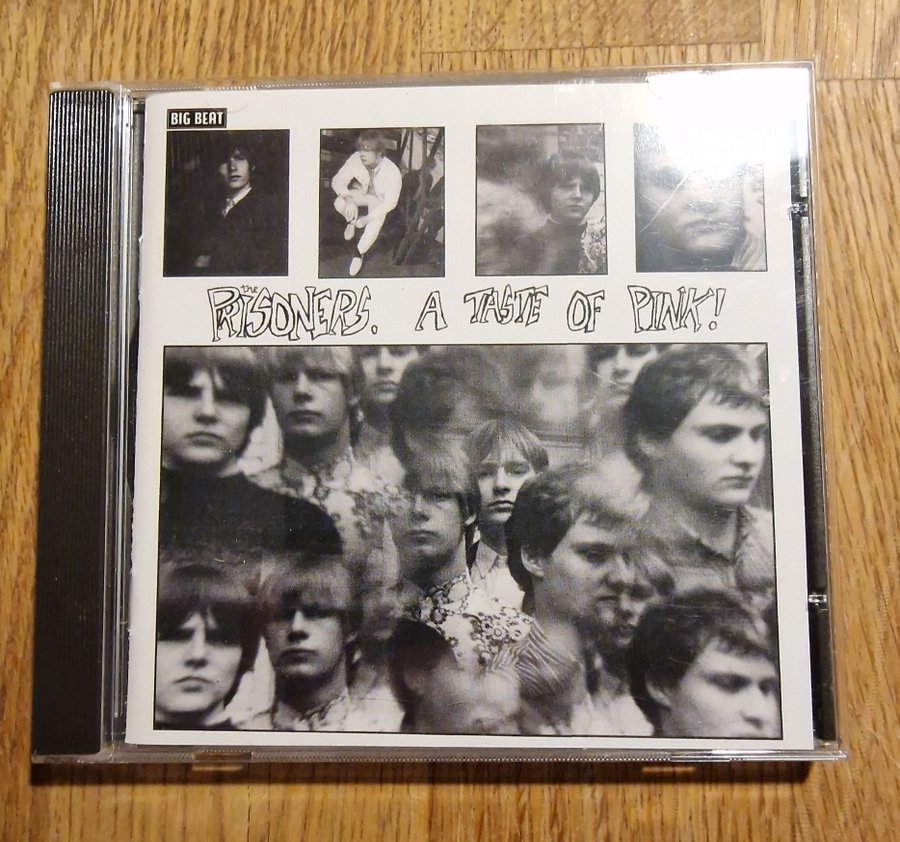 BIG BEAT
the PRISONERS. A TASTE OF PINK!